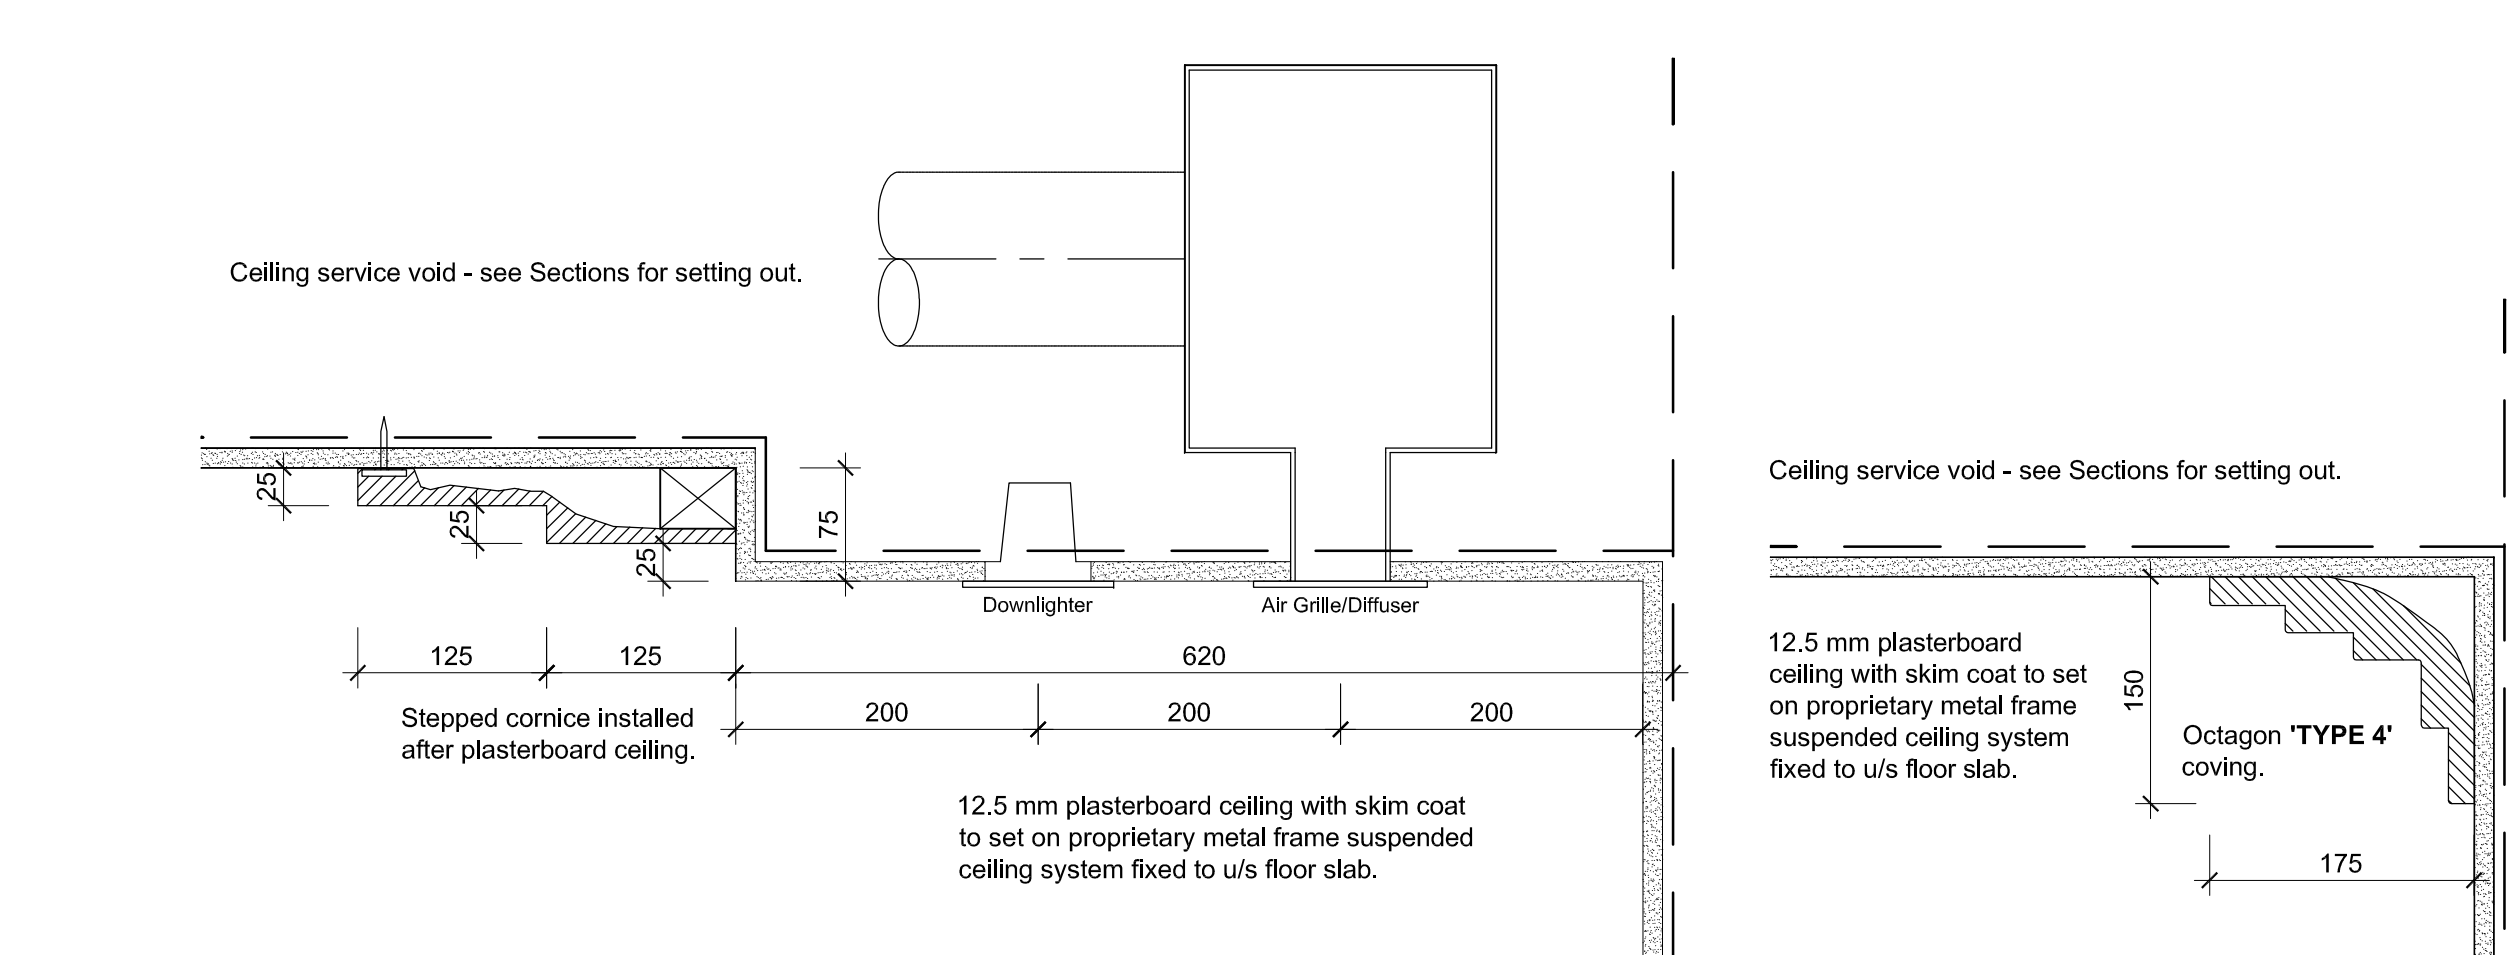 Ceiling service void - see Sections for setting out.
25
25
25
75
Downlighter
Air Grille/Diffuser
125
125
620
200
200
200
Stepped cornice installed
after plasterboard ceiling.
12.5 mm plasterboard ceiling with skim coat
to set on proprietary metal frame suspended
ceiling system fixed to u/s floor slab.
Ceiling service void - see Sections for setting out.
12.5 mm plasterboard
ceiling with skim coat to set
on proprietary metal frame
suspended ceiling system
fixed to u/s floor slab.
150
Octagon 'TYPE 4'
coving.
175